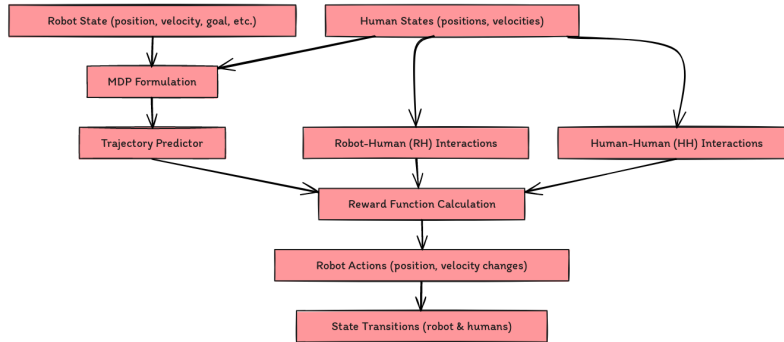 Robot State (position, velocity, goal, etc.)
Human States (positions, velocities)
MDP Formulation
Trajectory Predictor
Robot-Human (RH) Interactions
Human-Human (HH) Interactions
Reward Function Calculation
Robot Actions (position, velocity changes)
State Transitions (robot & humans)